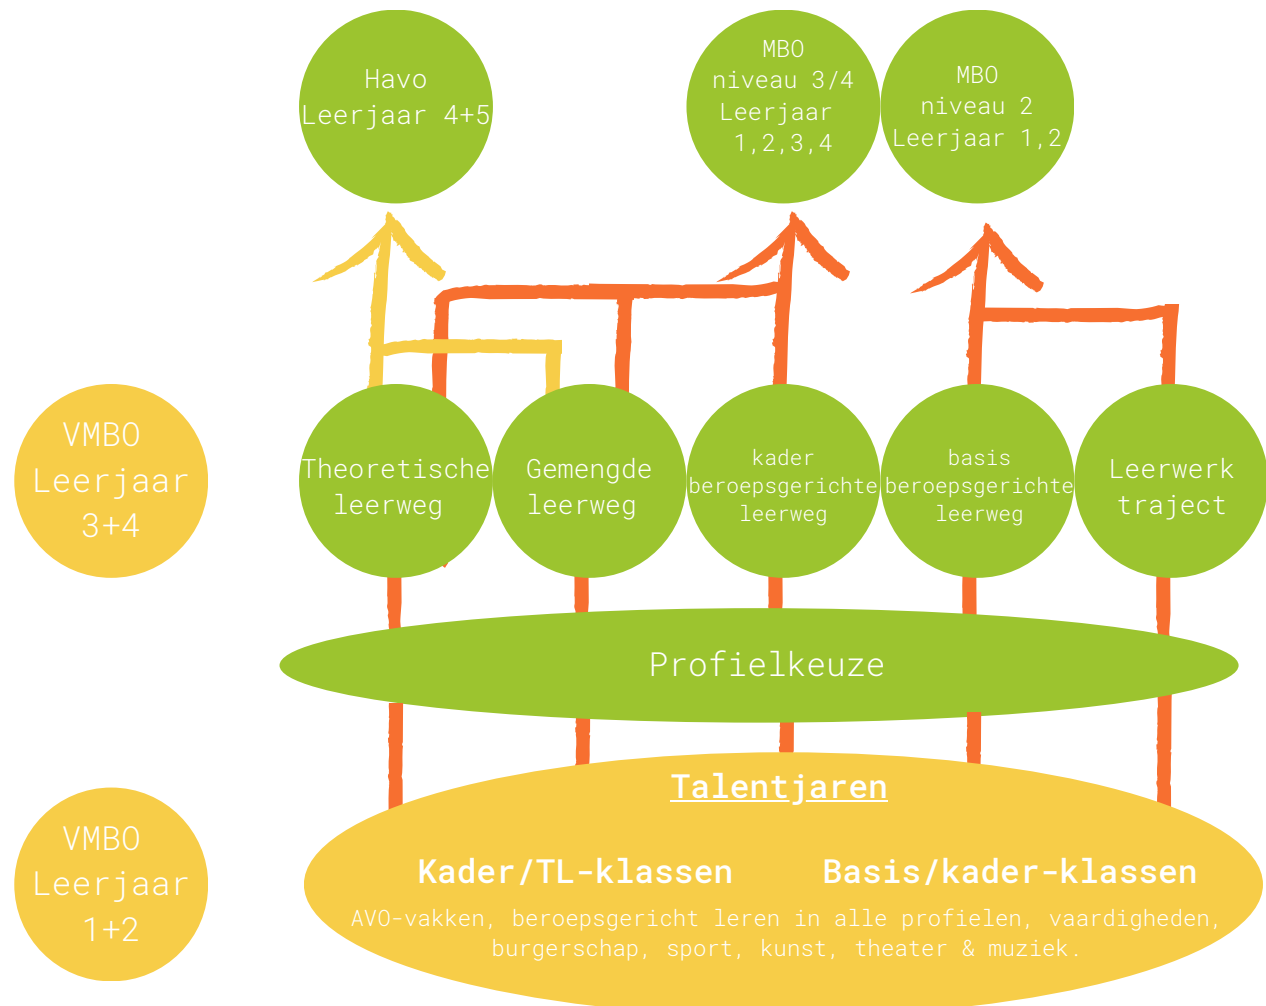 Havo
Leerjaar 4+5
MBO
niveau 3/4
Leerjaar
1,2,3,4
MBO
niveau 2
Leerjaar 1,2
VMBO
Leerjaar
3+4
Theoretische
leerweg
Gemengde
leerweg
kader
beroepsgerichte
leerweg
basis
beroepsgerichte
leerweg
Leerwerk
traject
Profielkeuze
VMBO
Leerjaar
1+2
Talentjaren
Kader/TL-klassen
Basis/kader-klassen
AVO-vakken, beroepsgericht leren in alle profielen, vaardigheden,
burgerschap, sport, kunst, theater & muziek.